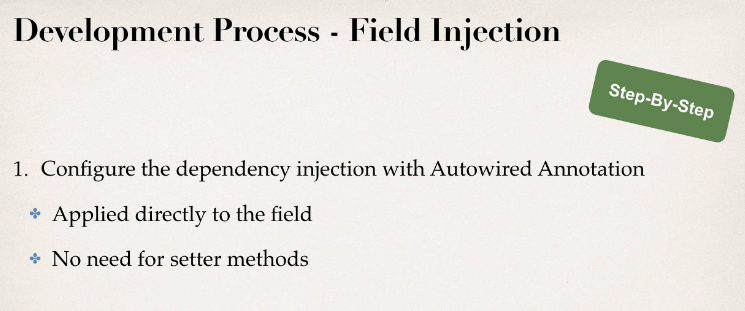 Development Process - Field Injection
Step-By-Step
1. Configure the dependency injection with Autowired Annotation
Applied directly to the field
No need for setter methods